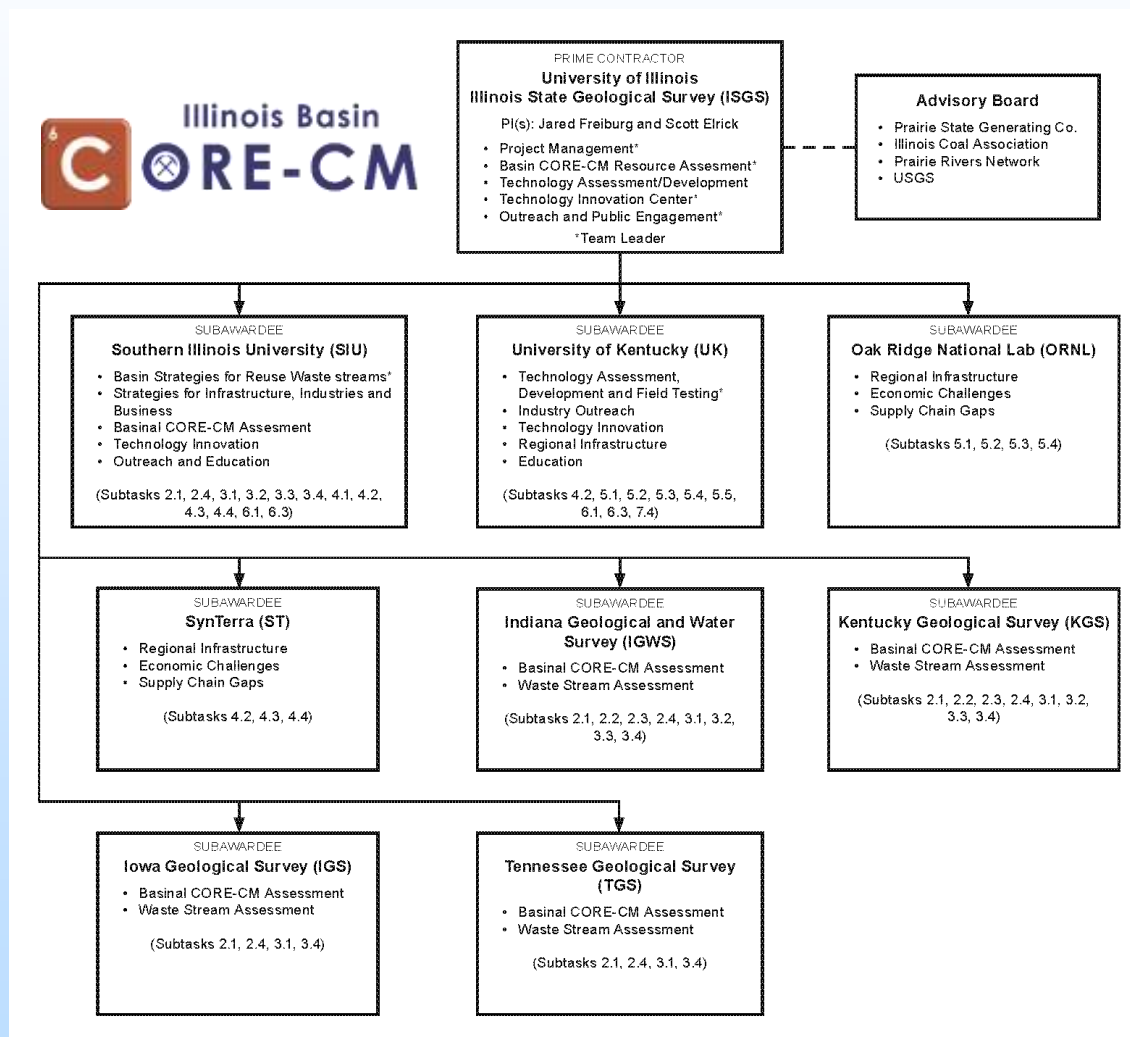 Illinois Basin
6
CORE-CM
PRIME CONTRACTOR
University of Illinois
Illinois State Geological Survey (ISGS)
PI(s): Jared Freiburg and Scott Elrick
• Project Management*
• Basin CORE-CM Resource Assesment*
• Technology Assessment/Development
• Technology Innovation Center*
• Outreach and Public Engagement*
*Team Leader
Advisory Board
• Prairie State Generating Co.
• Illinois Coal Association
• Prairie Rivers Network
• USGS
SUBAWARDEE
Southern Illinois University (SIU)
• Basin Strategies for Reuse Waste streams*
• Strategies for Infrastructure, Industries and
Business
• Basinal CORE-CM Assesment
• Technology Innovation
• Outreach and Education
(Subtasks 2.1, 2.4, 3.1, 3.2, 3.3, 3.4, 4.1, 4.2,
4.3, 4.4, 6.1, 6.3)
SUBAWARDEE
University of Kentucky (UK)
• Technology Assessment,
Development and Field Testing*
• Industry Outreach
• Technology Innovation
• Regional Infrastructure
• Education
(Subtasks 4.2, 5.1, 5.2, 5.3, 5.4, 5.5,
6.1, 6.3, 7.4)
SUBAWARDEE
Oak Ridge National Lab (ORNL)
• Regional Infrastructure
• Economic Challenges
• Supply Chain Gaps
(Subtasks 5.1, 5.2, 5.3, 5.4)
SUBAWARDEE
SynTerra (ST)
• Regional Infrastructure
• Economic Challenges
• Supply Chain Gaps
(Subtasks 4.2, 4.3, 4.4)
SUBAWARDEE
Indiana Geological and Water
Survey (IGWS)
• Basinal CORE-CM Assessment
• Waste Stream Assessment
(Subtasks 2.1, 2.2, 2.3, 2.4, 3.1, 3.2,
3.3, 3.4)
SUBAWARDEE
Kentucky Geological Survey (KGS)
• Basinal CORE-CM Assessment
• Waste Stream Assessment
(Subtasks 2.1, 2.2, 2.3, 2.4, 3.1, 3.2,
3.3, 3.4)
SUBAWARDEE
Iowa Geological Survey (IGS)
• Basinal CORE-CM Assessment
• Waste Stream Assessment
(Subtasks 2.1, 2.4, 3.1, 3.4)
SUBAWARDEE
Tennessee Geological Survey
(TGS)
• Basinal CORE-CM Assessment
• Waste Stream Assessment
(Subtasks 2.1, 2.4, 3.1, 3.4)